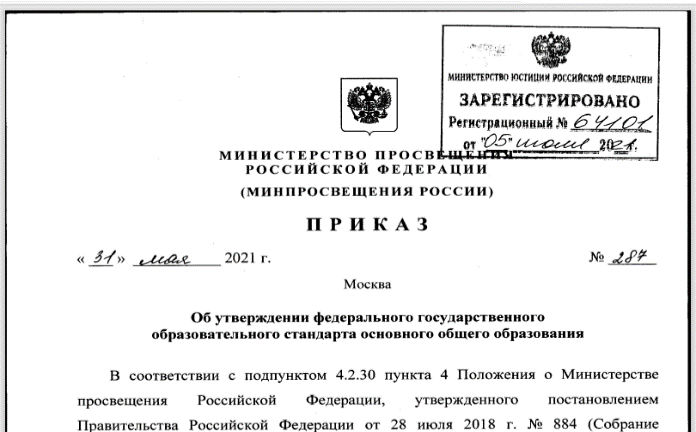 МИНИСТЕРСТВО ЮСТИЦИИ РОССИЙСКОЙ ФЕДЕРАЦИИ
ЗАРЕГИСТРИРОВАНО
Регистрационный № 64101
от "05" июля 2021.
МИНИСТЕРСТВО ПРОСВЕЩЕНИЯ
РОССИЙСКОЙ ФЕДЕРАЦИИ
(МИНПРОСВЕЩЕНИЯ РОССИИ)
ПРИКАЗ
« 31 » мая 2021 г. № 287
Москва
Об утверждении федерального государственного
образовательного стандарта основного общего образования
В соответствии с подпунктом 4.2.30 пункта 4 Положения о Министерстве
просвещения Российской Федерации, утвержденного постановлением
Правительства Российской Федерации от 28 июля 2018 г. № 884 (Собрание